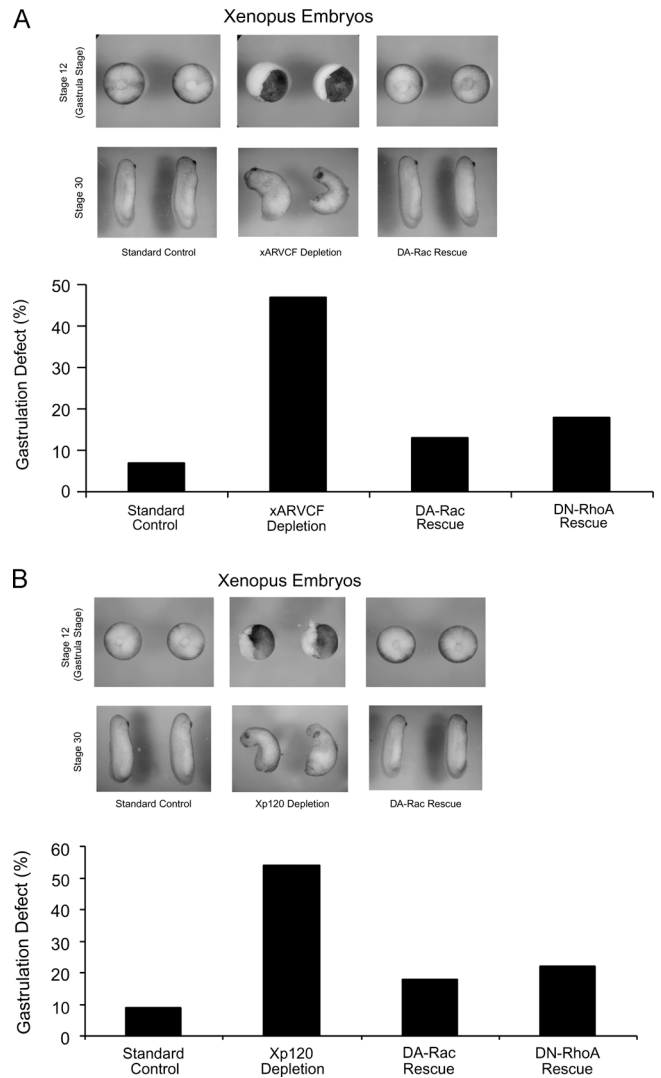 A
Xenopus Embryos
Stage 12
(Gastrula Stage)
Stage 30
Standard Control
xARVCF Depletion
DA-Rac Rescue
Gastrulation Defect (%)
50
40
30
20
10
0
Standard
Control
xARVCF
Depletion
DA-Rac
Rescue
DN-RhoA
Rescue
B
Xenopus Embryos
Stage 12
(Gastrula Stage)
Stage 30
Standard Control
Xp120 Depletion
DA-Rac Rescue
Gastrulation Defect (%)
60
50
40
30
20
10
0
Standard
Control
Xp120
Depletion
DA-Rac
Rescue
DN-RhoA
Rescue